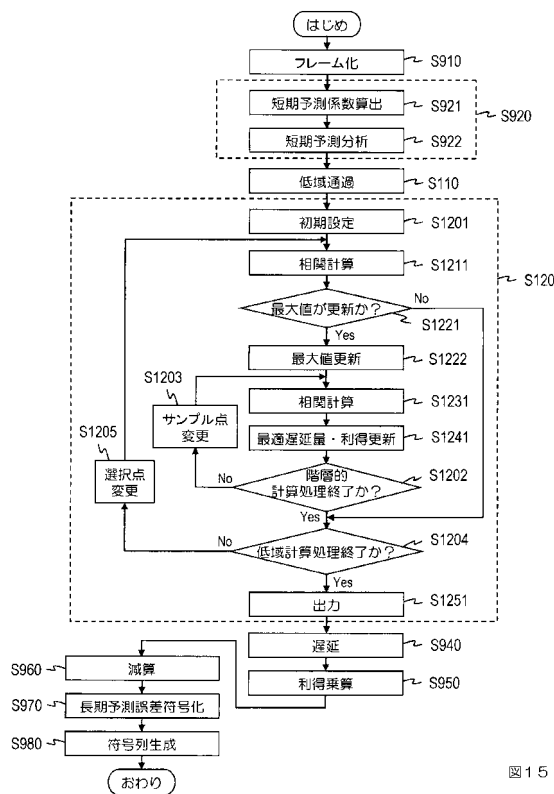 はじめ
フレーム化
S910
短期予測係数算出
S921
S920
短期予測分析
S922
低域通過
S110
初期設定
S1201
相関計算
S1211
S120
最大値が更新か?
No
S1221
Yes
最大値更新
S1222
S1203
サンプル点
変更
相関計算
S1231
S1205
選択点
変更
最適遅延量・利得更新
S1241
No
階層的
計算処理終了か?
S1202
Yes
No
低域計算処理終了か?
S1204
Yes
出力
S1251
遅延
S940
S960
減算
利得乗算
S950
S970
長期予測誤差符号化
S980
符号列生成
おわり
図15